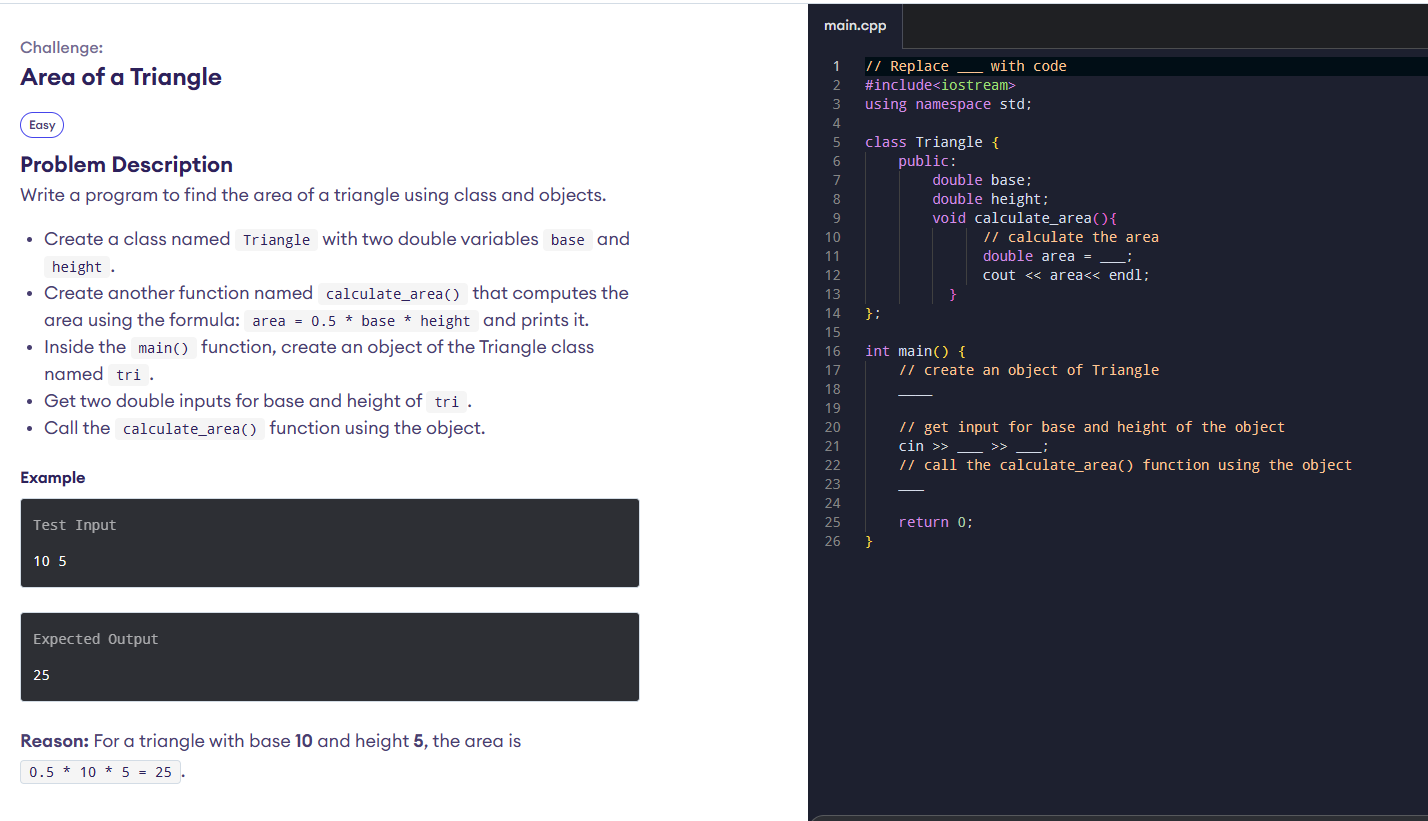 Challenge:
Area of a Triangle
Easy
Problem Description
Write a program to find the area of a triangle using class and objects.
• Create a class named Triangle with two double variables base and
height .
• Create another function named calculate_area() that computes the
area using the formula: area = 0.5 * base * height and prints it.
• Inside the main() function, create an object of the Triangle class
named tri .
• Get two double inputs for base and height of tri .
• Call the calculate_area() function using the object.
Example
Test Input
10 5
Expected Output
25
Reason: For a triangle with base 10 and height 5, the area is
0.5 * 10 * 5 = 25 .
main.cpp
1 // Replace ___ with code
2 #include<iostream>
3 using namespace std;
4
5 class Triangle {
6 public:
7 double base;
8 double height;
9 void calculate_area(){
10 // calculate the area
11 double area = ___;
12 cout << area<< endl;
13 }
14 };
15
16 int main() {
17 // create an object of Triangle
18 ____
19
20 // get input for base and height of the object
21 cin >> ___ >> ___;
22 // call the calculate_area() function using the object
23 ___
24
25 return 0;
26 }